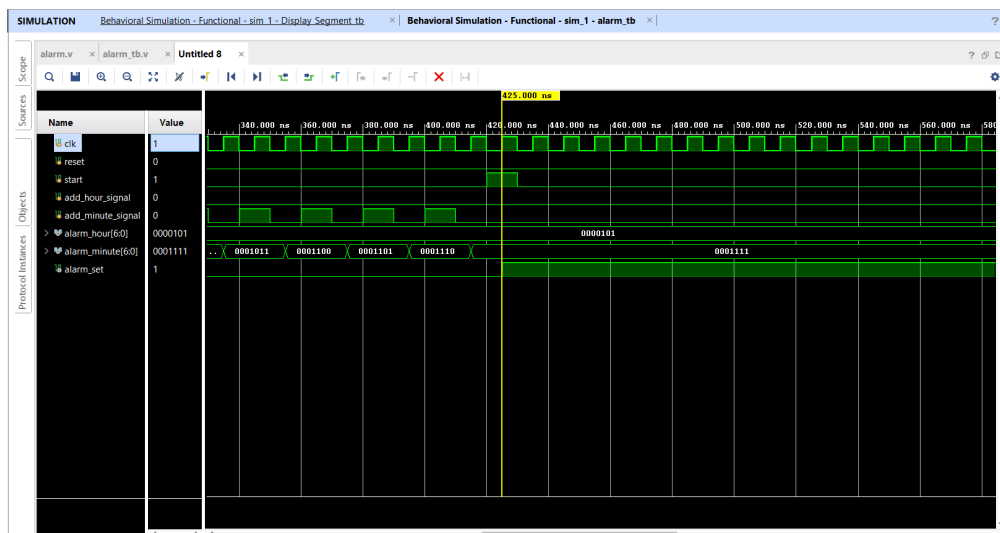 SIMULATION Behavioral Simulation - Functional - sim_1 - Display Segment tb × Behavioral Simulation - Functional - sim_1 - alarm_tb × ?
alarm.v × alarm_tb.v × Untitled 8 × ?
Scope
Sources
Objects
Protocol Instances
425.000 ns
Name Value
340.000 ns 360.000 ns 380.000 ns 400.000 ns 420.000 ns 440.000 ns 460.000 ns 480.000 ns 500.000 ns 520.000 ns 540.000 ns 560.000 ns 580
clk 1
reset 0
start 1
add_hour_signal 0
add_minute_signal 0
alarm_hour[6:0] 0000101 0000101
alarm_minute[6:0] 0001111 .. 0001011 0001100 0001101 0001110 0001111
alarm_set 1